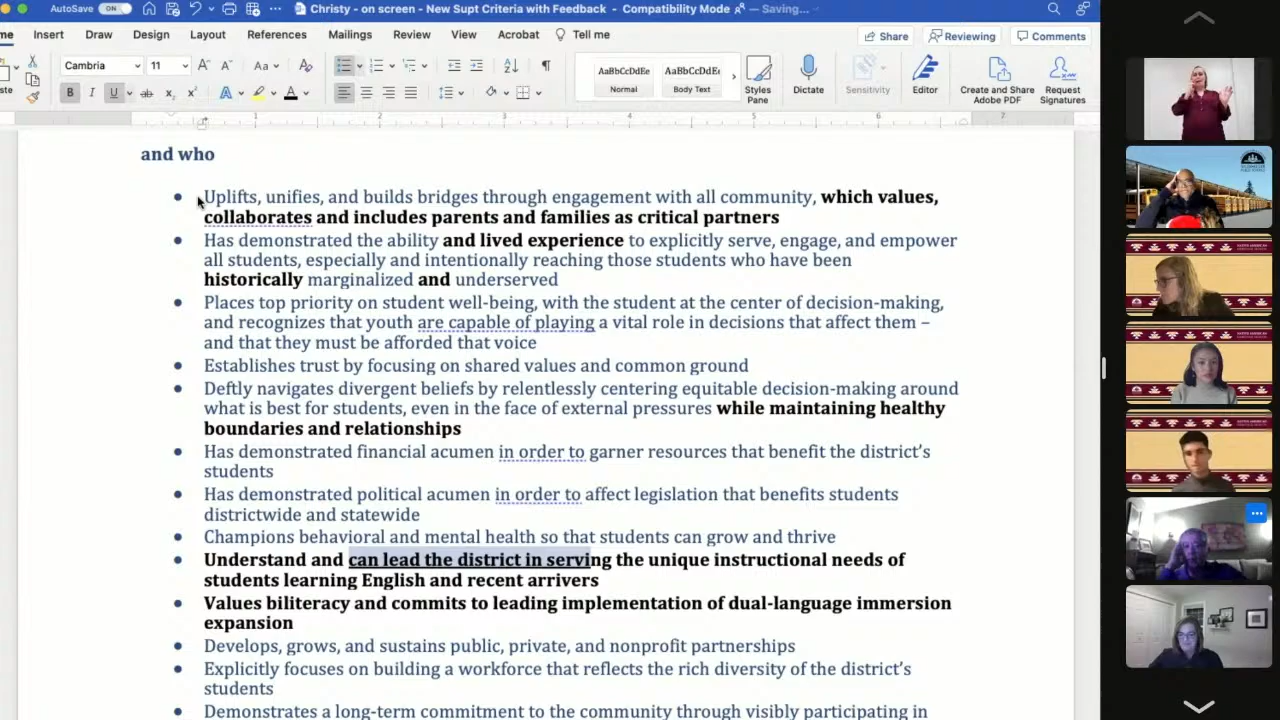 AutoSave ON
Christy - on screen - New Supt Criteria with Feedback - Compatibility Mode — Saving...
me Insert Draw Design Layout References Mailings Review View Acrobat Tell me
Share Reviewing Comments
Cambria 11
AaBbCcDdEe AaBbCcDdEe
Normal Body Text
Styles Pane
Dictate
Sensitivity
Editor
Create and Share Adobe PDF
Request Signatures
ste
1 2 3 4 5 6 7
and who
• Uplifts, unifies, and builds bridges through engagement with all community, which values,
collaborates and includes parents and families as critical partners
• Has demonstrated the ability and lived experience to explicitly serve, engage, and empower
all students, especially and intentionally reaching those students who have been
historically marginalized and underserved
• Places top priority on student well-being, with the student at the center of decision-making,
and recognizes that youth are capable of playing a vital role in decisions that affect them –
and that they must be afforded that voice
• Establishes trust by focusing on shared values and common ground
• Deftly navigates divergent beliefs by relentlessly centering equitable decision-making around
what is best for students, even in the face of external pressures while maintaining healthy
boundaries and relationships
• Has demonstrated financial acumen in order to garner resources that benefit the district's
students
• Has demonstrated political acumen in order to affect legislation that benefits students
districtwide and statewide
• Champions behavioral and mental health so that students can grow and thrive
• Understand and can lead the district in serving the unique instructional needs of
students learning English and recent arrivers
• Values biliteracy and commits to leading implementation of dual-language immersion
expansion
• Develops, grows, and sustains public, private, and nonprofit partnerships
• Explicitly focuses on building a workforce that reflects the rich diversity of the district's
students
• Demonstrates a long-term commitment to the community through visibly participating in